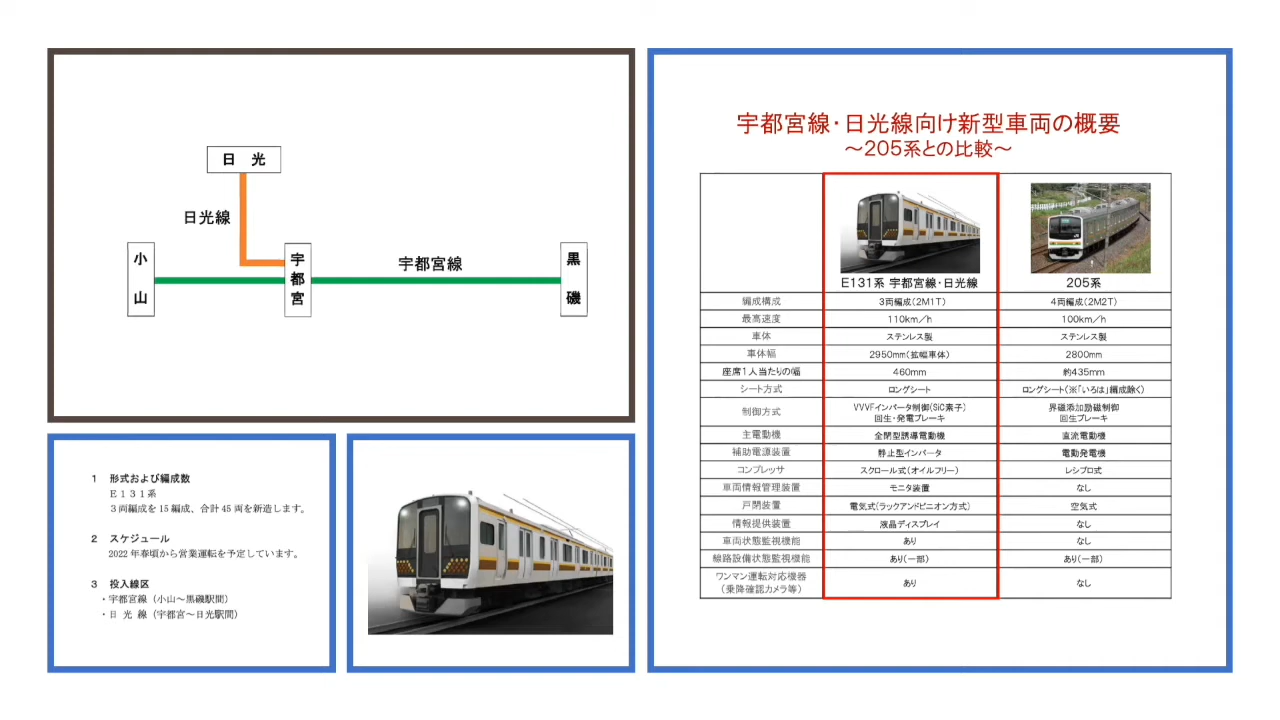 日　光
日光線
小山
宇都宮
宇都宮線
黒磯
1　形式および編成数
Ｅ１３１系
３両編成を 15 編成、合計 45 両を新造します。
2　スケジュール
2022 年春頃から営業運転を予定しています。
3　投入線区
・宇都宮線（小山～黒磯駅間）
・日 光 線（宇都宮～日光駅間）
宇都宮線・日光線向け新型車両の概要
～205系との比較～
E131系 宇都宮線・日光線　205系
編成構成　3両編成（2M1T）　4両編成（2M2T）
最高速度　110km／h　100km／h
車体　ステンレス製　ステンレス製
車体幅　2950mm（拡幅車体）　2800mm
座席1人当たりの幅　460mm　約435mm
シート方式　ロングシート　ロングシート（※「いろは」編成除く）
制御方式　VVVFインバータ制御（SiC素子）　界磁添加励磁制御
回生・発電ブレーキ　回生ブレーキ
主電動機　全閉型誘導電動機　直流電動機
補助電源装置　静止型インバータ　電動発電機
コンプレッサ　スクロール式（オイルフリー）　レシプロ式
車両情報管理装置　モニタ装置　なし
戸閉装置　電気式（ラックアンドピニオン方式）　空気式
情報提供装置　液晶ディスプレイ　なし
車両状態監視機能　あり　なし
線路設備状態監視機能　あり（一部）　あり（一部）
ワンマン運転対応機器
（乗降確認カメラ等）　あり　なし